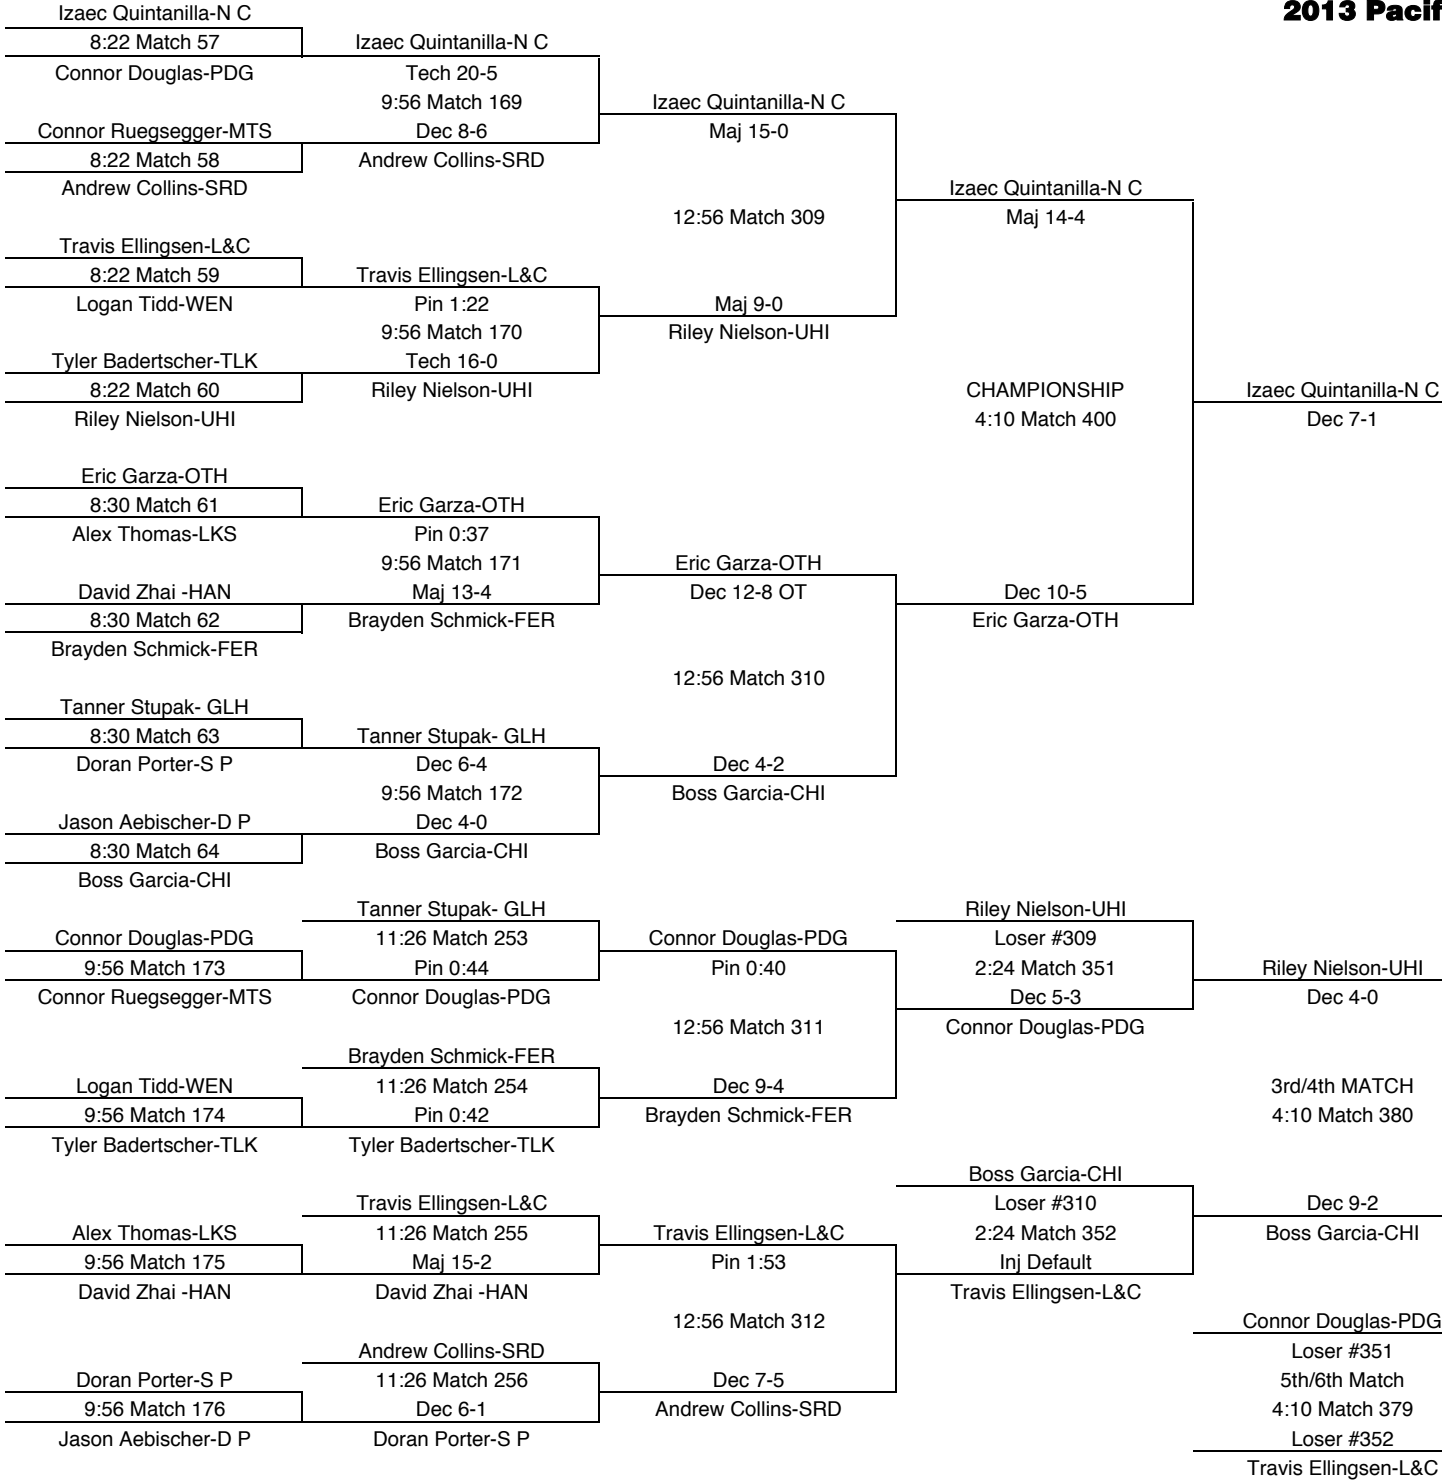 2013 Pacif
Izaec Quintanilla-N C
8:22 Match 57
Connor Douglas-PDG
Connor Ruegsegger-MTS
8:22 Match 58
Andrew Collins-SRD
Travis Ellingsen-L&C
8:22 Match 59
Logan Tidd-WEN
Tyler Badertscher-TLK
8:22 Match 60
Riley Nielson-UHI
Eric Garza-OTH
8:30 Match 61
Alex Thomas-LKS
David Zhai -HAN
8:30 Match 62
Brayden Schmick-FER
Tanner Stupak- GLH
8:30 Match 63
Doran Porter-S P
Jason Aebischer-D P
8:30 Match 64
Boss Garcia-CHI
Izaec Quintanilla-N C
Tech 20-5
9:56 Match 169
Dec 8-6
Andrew Collins-SRD
Travis Ellingsen-L&C
Pin 1:22
9:56 Match 170
Tech 16-0
Riley Nielson-UHI
Eric Garza-OTH
Pin 0:37
9:56 Match 171
Maj 13-4
Brayden Schmick-FER
Tanner Stupak- GLH
Dec 6-4
9:56 Match 172
Dec 4-0
Boss Garcia-CHI
Izaec Quintanilla-N C
Maj 15-0
12:56 Match 309
Maj 9-0
Riley Nielson-UHI
Eric Garza-OTH
Dec 12-8 OT
12:56 Match 310
Dec 4-2
Boss Garcia-CHI
Izaec Quintanilla-N C
Maj 14-4
CHAMPIONSHIP
4:10 Match 400
Dec 10-5
Eric Garza-OTH
Izaec Quintanilla-N C
Dec 7-1
Connor Douglas-PDG
9:56 Match 173
Connor Ruegsegger-MTS
Logan Tidd-WEN
9:56 Match 174
Tyler Badertscher-TLK
Alex Thomas-LKS
9:56 Match 175
David Zhai -HAN
Doran Porter-S P
9:56 Match 176
Jason Aebischer-D P
Tanner Stupak- GLH
11:26 Match 253
Pin 0:44
Connor Douglas-PDG
Brayden Schmick-FER
11:26 Match 254
Pin 0:42
Tyler Badertscher-TLK
Travis Ellingsen-L&C
11:26 Match 255
Maj 15-2
David Zhai -HAN
Andrew Collins-SRD
11:26 Match 256
Dec 6-1
Doran Porter-S P
Connor Douglas-PDG
Pin 0:40
12:56 Match 311
Dec 9-4
Brayden Schmick-FER
Travis Ellingsen-L&C
Pin 1:53
12:56 Match 312
Dec 7-5
Andrew Collins-SRD
Riley Nielson-UHI
Loser #309
2:24 Match 351
Dec 5-3
Connor Douglas-PDG
Boss Garcia-CHI
Loser #310
2:24 Match 352
Inj Default
Travis Ellingsen-L&C
Riley Nielson-UHI
Dec 4-0
3rd/4th MATCH
4:10 Match 380
Dec 9-2
Boss Garcia-CHI
Connor Douglas-PDG
Loser #351
5th/6th Match
4:10 Match 379
Loser #352
Travis Ellingsen-L&C